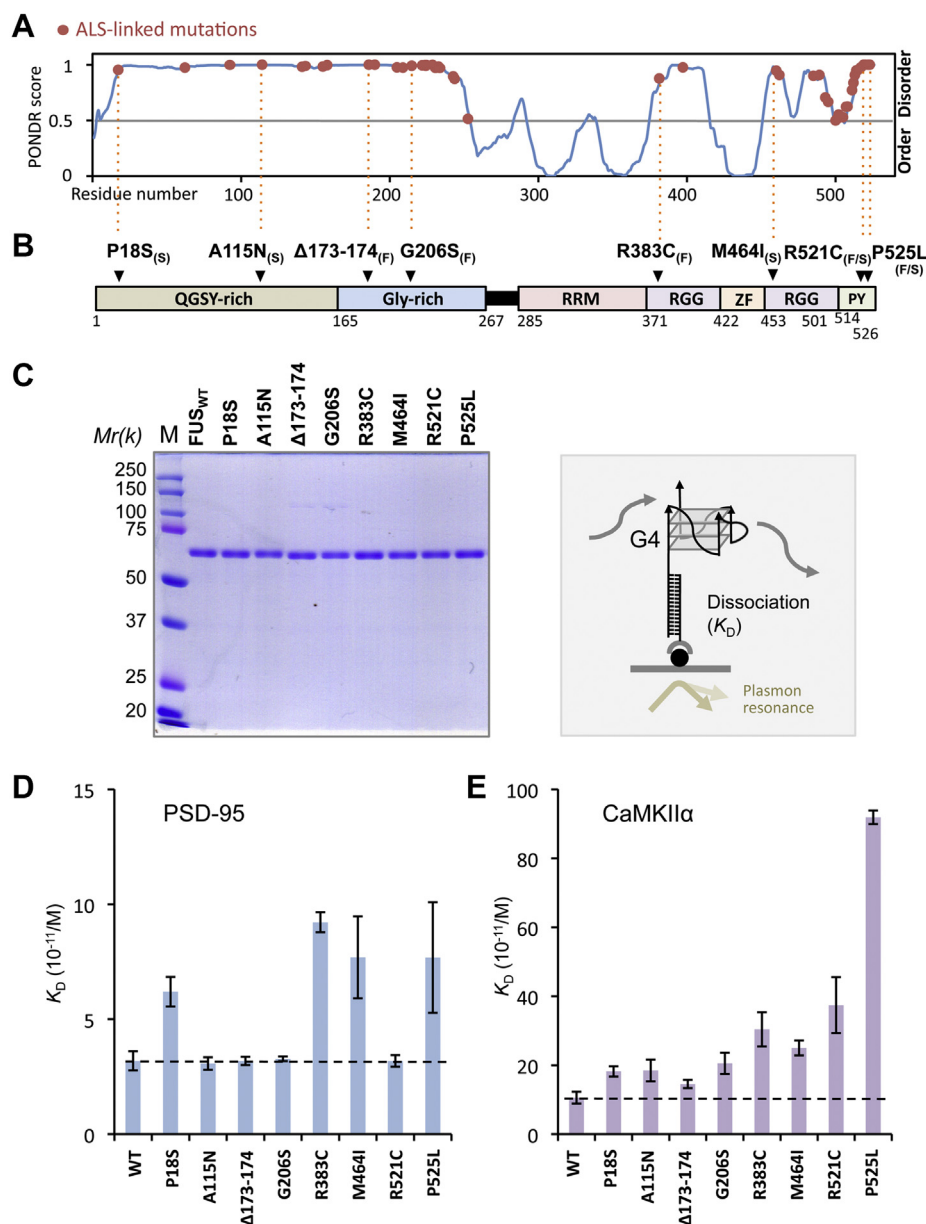 A
ALS-linked mutations
PONDR score
1
0.5
0
Disorder
Order
Residue number 100 200 300 400 500
B
P18S(S) A115N(S) Δ173-174(F) G206S(F) R383C(F) M464I(S) R521C(F/S) P525L(F/S)
QGSY-rich Gly-rich RRM RGG ZF RGG PY
1 165 267 285 371 422 453 501 514 526
C
Mr(k) M FUSWT P18S A115N Δ173-174 G206S R383C M464I R521C P525L
250
150
100
75
50
37
25
20
G4
Dissociation
(KD)
Plasmon
resonance
D
PSD-95
KD (10⁻¹¹/M)
15
10
5
0
WT P18S A115N Δ173-174 G206S R383C M464I R521C P525L
E
CaMKIIα
KD (10⁻¹¹/M)
100
80
60
40
20
0
WT P18S A115N Δ173-174 G206S R383C M464I R521C P525L